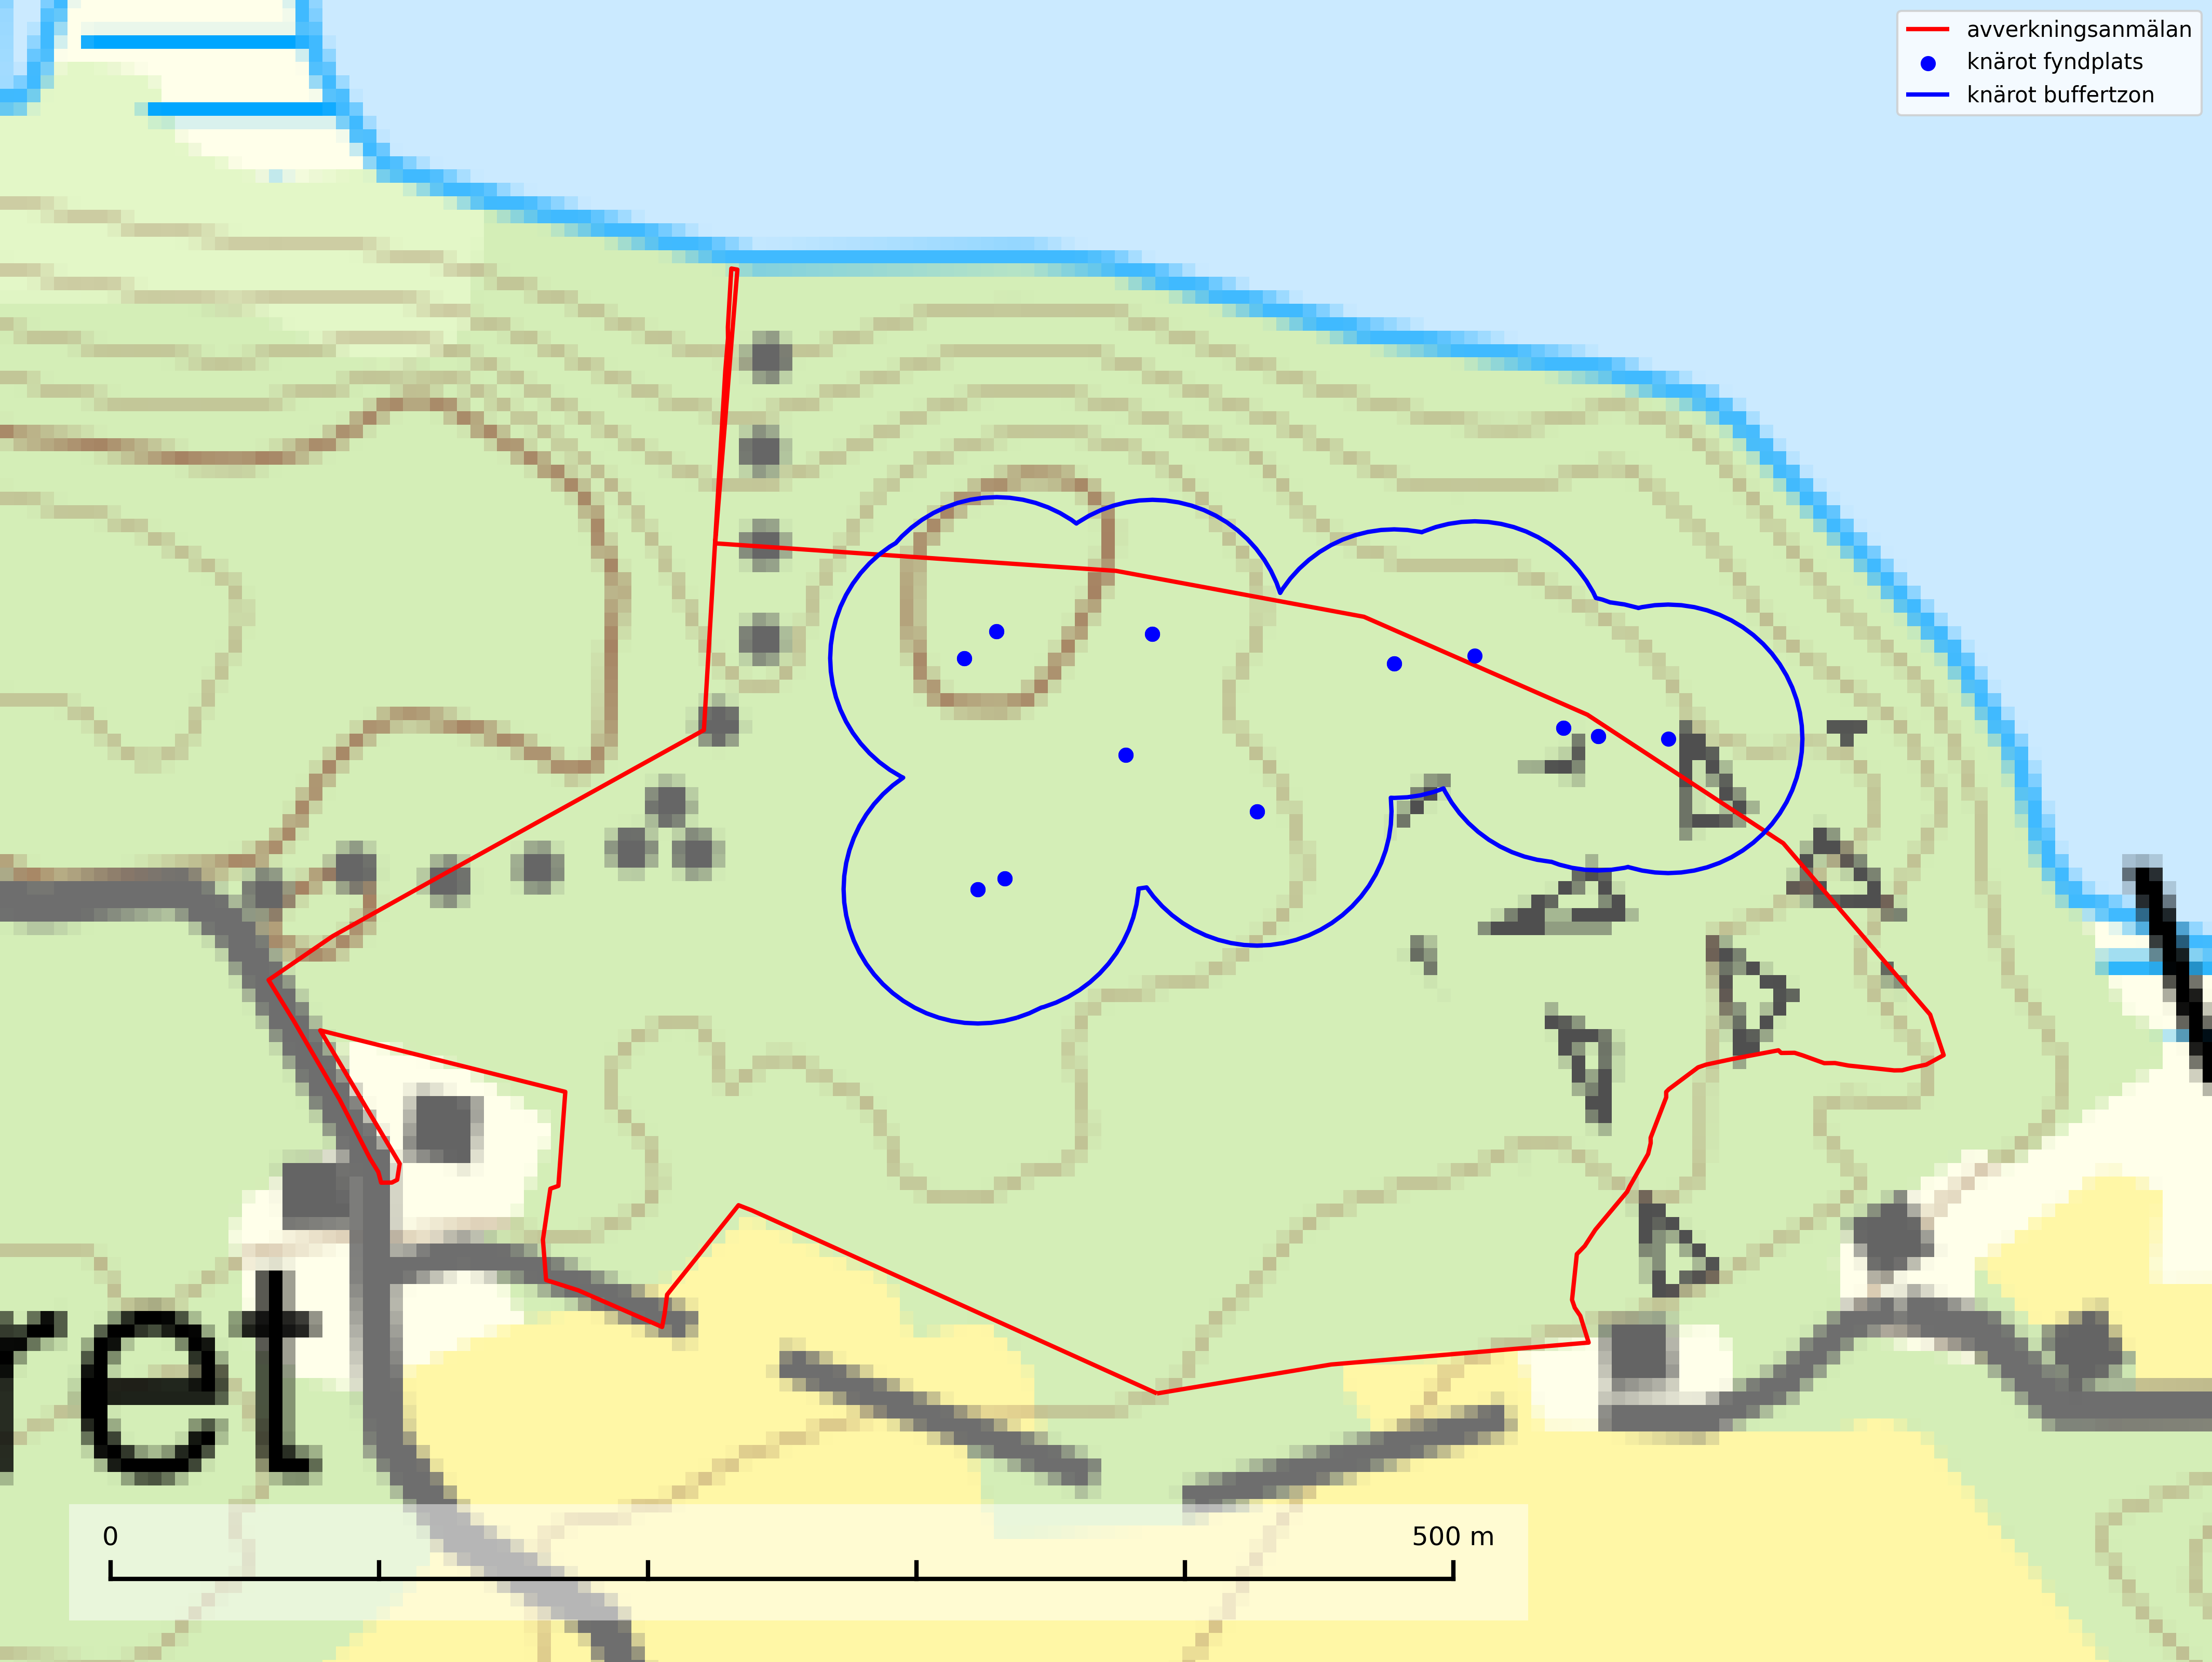 avverkningsanmälan
knärot fyndplats
knärot buffertzon
ret
0 500 m